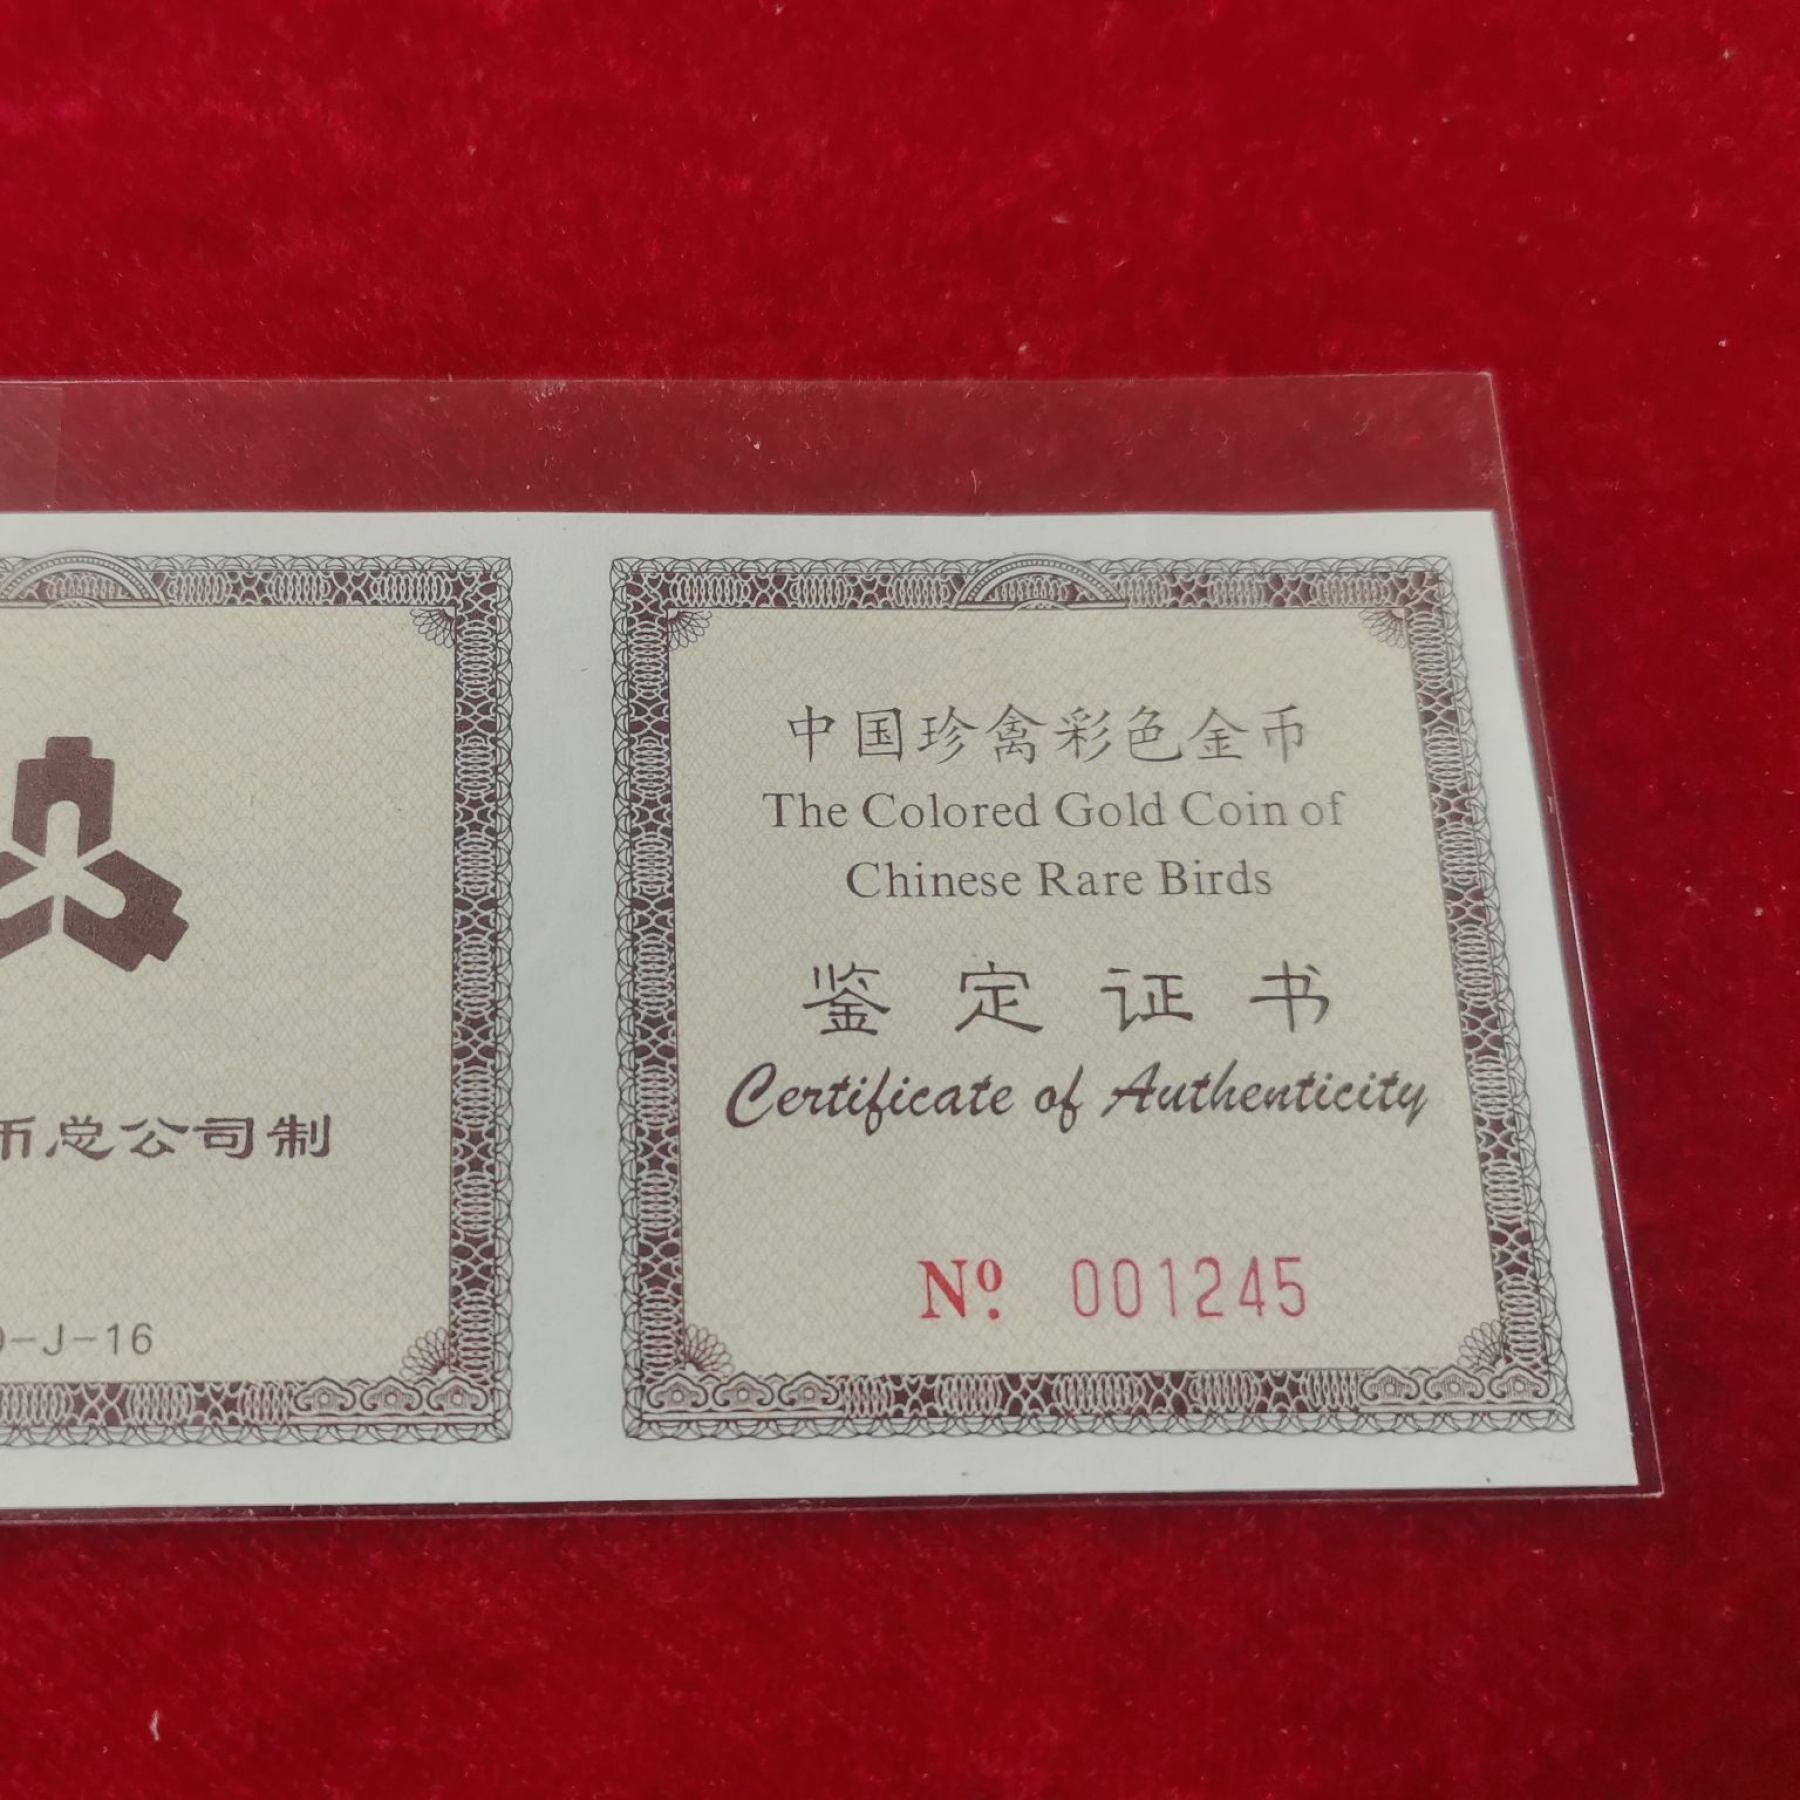 币总公司制
-J-16
中国珍禽彩色金币
The Colored Gold Coin of
Chinese Rare Birds
鉴定证书
Certificate of Authenticity
Nº. 001245